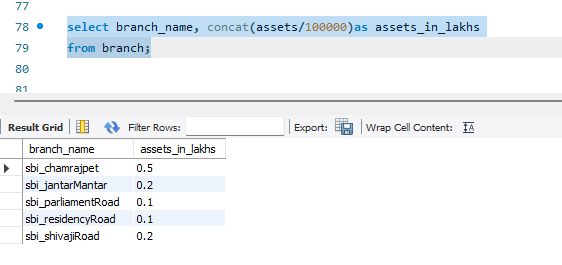 77
78 select branch_name, concat(assets/100000)as assets_in_lakhs
79 from branch;
80
81
Result Grid Filter Rows: Export: Wrap Cell Content:
branch_name assets_in_lakhs
sbi_chamrajpet 0.5
sbi_jantarMantar 0.2
sbi_parliamentRoad 0.1
sbi_residencyRoad 0.1
sbi_shivajiRoad 0.2